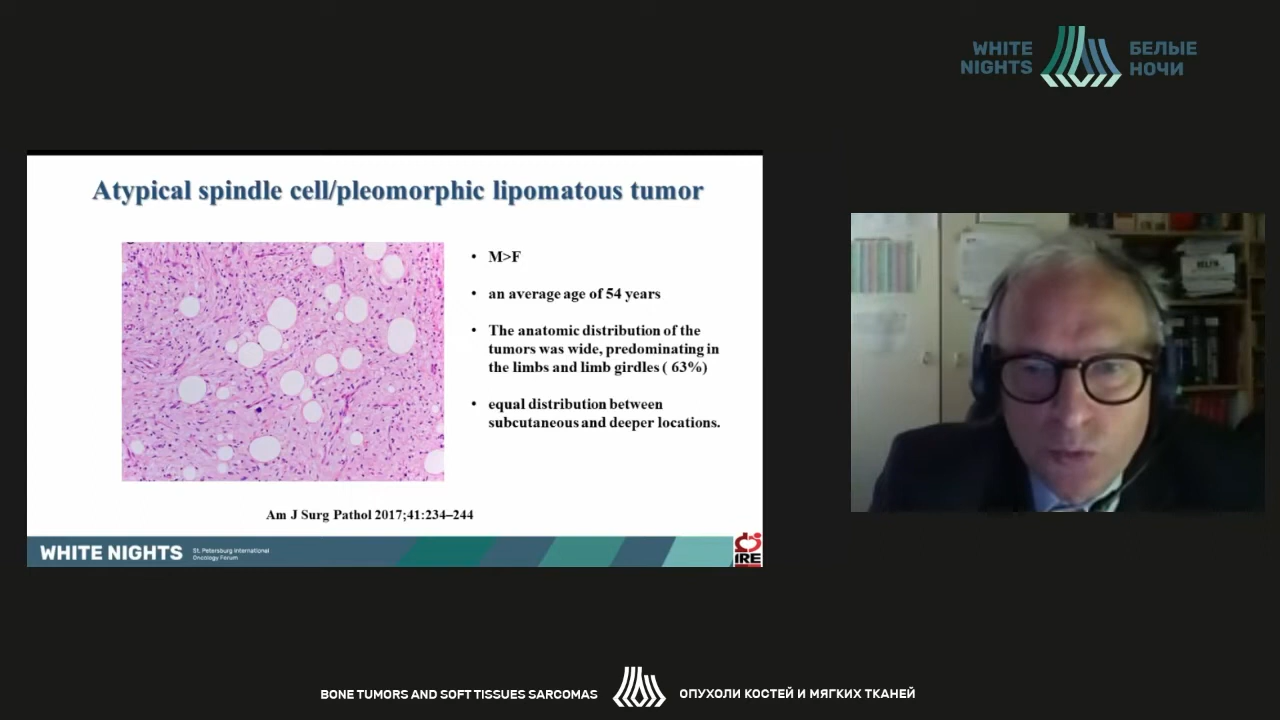 WHITE
NIGHTS
БЕЛЫЕ
НОЧИ
Atypical spindle cell/pleomorphic lipomatous tumor
• M>F
• an average age of 54 years
• The anatomic distribution of the
tumors was wide, predominating in
the limbs and limb girdles ( 63%)
• equal distribution between
subcutaneous and deeper locations.
Am J Surg Pathol 2017;41:234–244
WHITE NIGHTS
St. Petersburg International
Oncology Forum
IRE
BONE TUMORS AND SOFT TISSUES SARCOMAS
ОПУХОЛИ КОСТЕЙ И МЯГКИХ ТКАНЕЙ